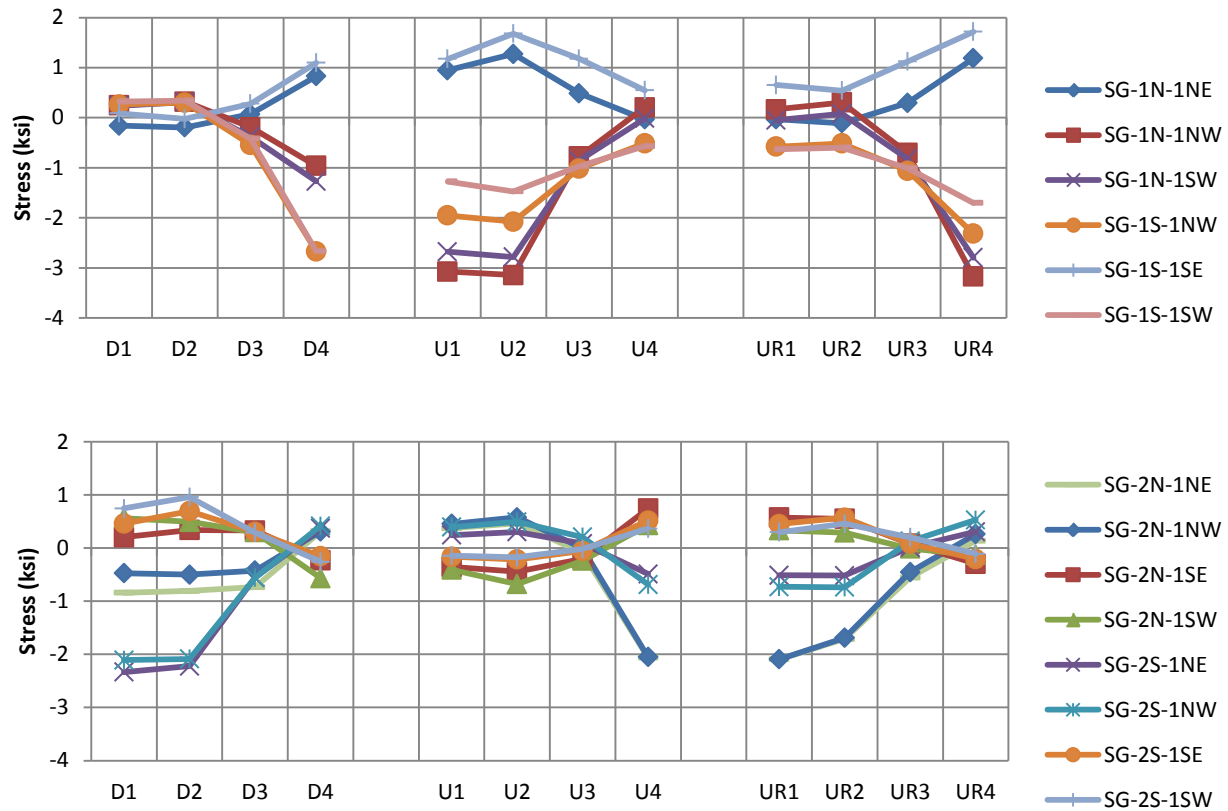 2
1
0
-1
-2
-3
-4
Stress (ksi)
D1 D2 D3 D4 U1 U2 U3 U4 UR1 UR2 UR3 UR4
SG-1N-1NE
SG-1N-1NW
SG-1N-1SW
SG-1S-1NW
SG-1S-1SE
SG-1S-1SW
2
1
0
-1
-2
-3
-4
Stress (ksi)
D1 D2 D3 D4 U1 U2 U3 U4 UR1 UR2 UR3 UR4
SG-2N-1NE
SG-2N-1NW
SG-2N-1SE
SG-2N-1SW
SG-2S-1NE
SG-2S-1NW
SG-2S-1SE
SG-2S-1SW